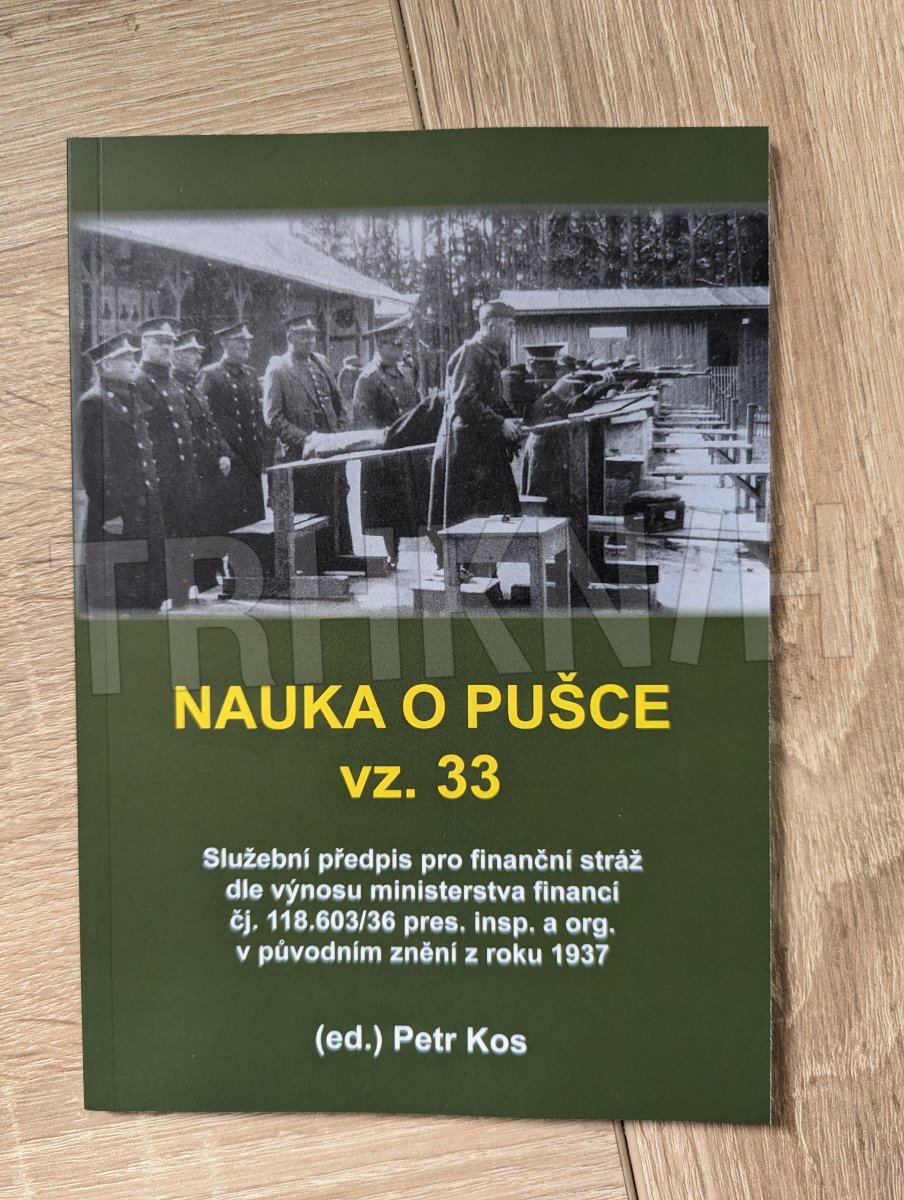 TRHKNIH
NAUKA O PUŠCE
vz. 33
Služební předpis pro finanční stráž
dle výnosu ministerstva financí
čj. 118.603/36 pres. insp. a org.
v původním znění z roku 1937
(ed.) Petr Kos